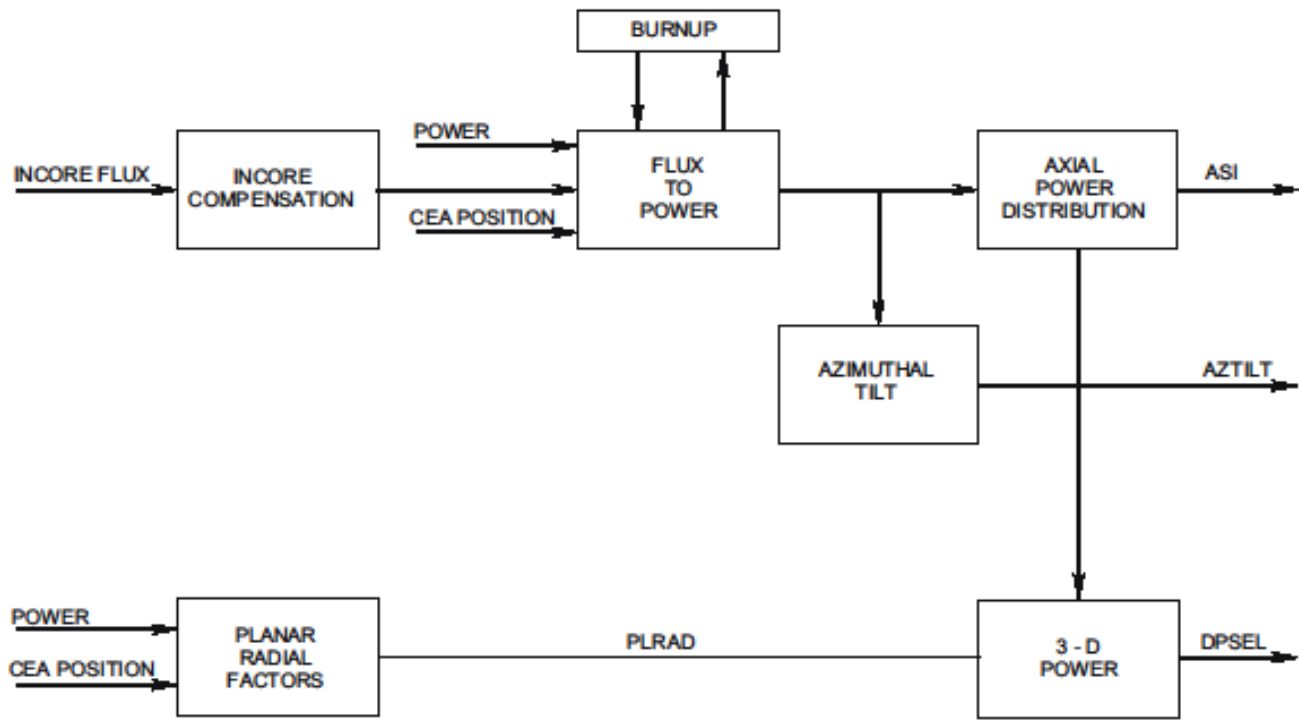 BURNUP
POWER
INCORE FLUX
INCORE
COMPENSATION
CEA POSITION
FLUX
TO
POWER
AXIAL
POWER
DISTRIBUTION
ASI
AZIMUTHAL
TILT
AZTILT
POWER
CEA POSITION
PLANAR
RADIAL
FACTORS
PLRAD
3 - D
POWER
DPSEL